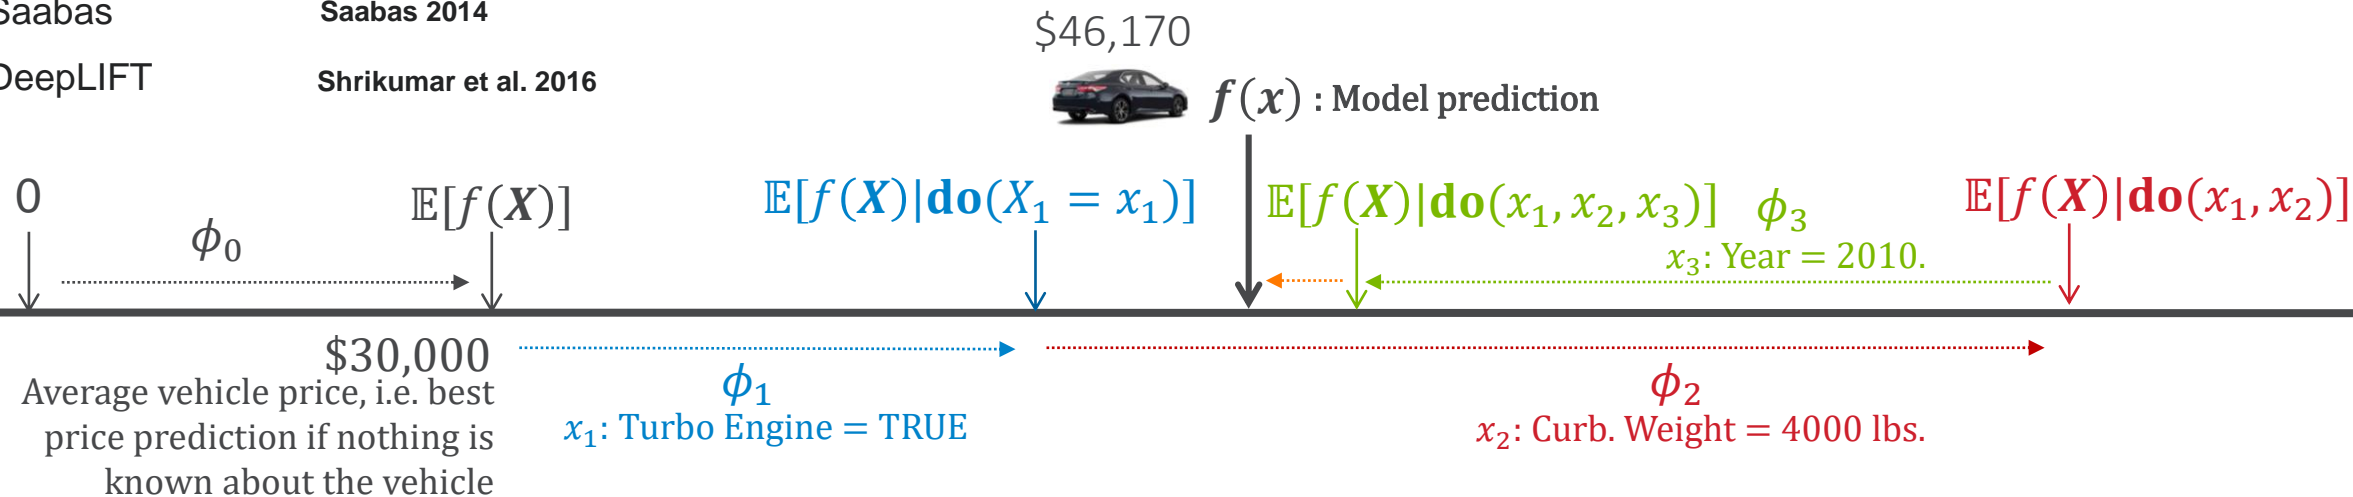 Saabas Saabas 2014
DeepLIFT Shrikumar et al. 2016
$46,170
f(x) : Model prediction
0
ϕ0
𝔼[f(X)]
𝔼[f(X)|do(X1 = x1)]
𝔼[f(X)|do(x1, x2, x3)] ϕ3
x3: Year = 2010.
𝔼[f(X)|do(x1, x2)]
$30,000
Average vehicle price, i.e. best
price prediction if nothing is
known about the vehicle
ϕ1
x1: Turbo Engine = TRUE
ϕ2
x2: Curb. Weight = 4000 lbs.